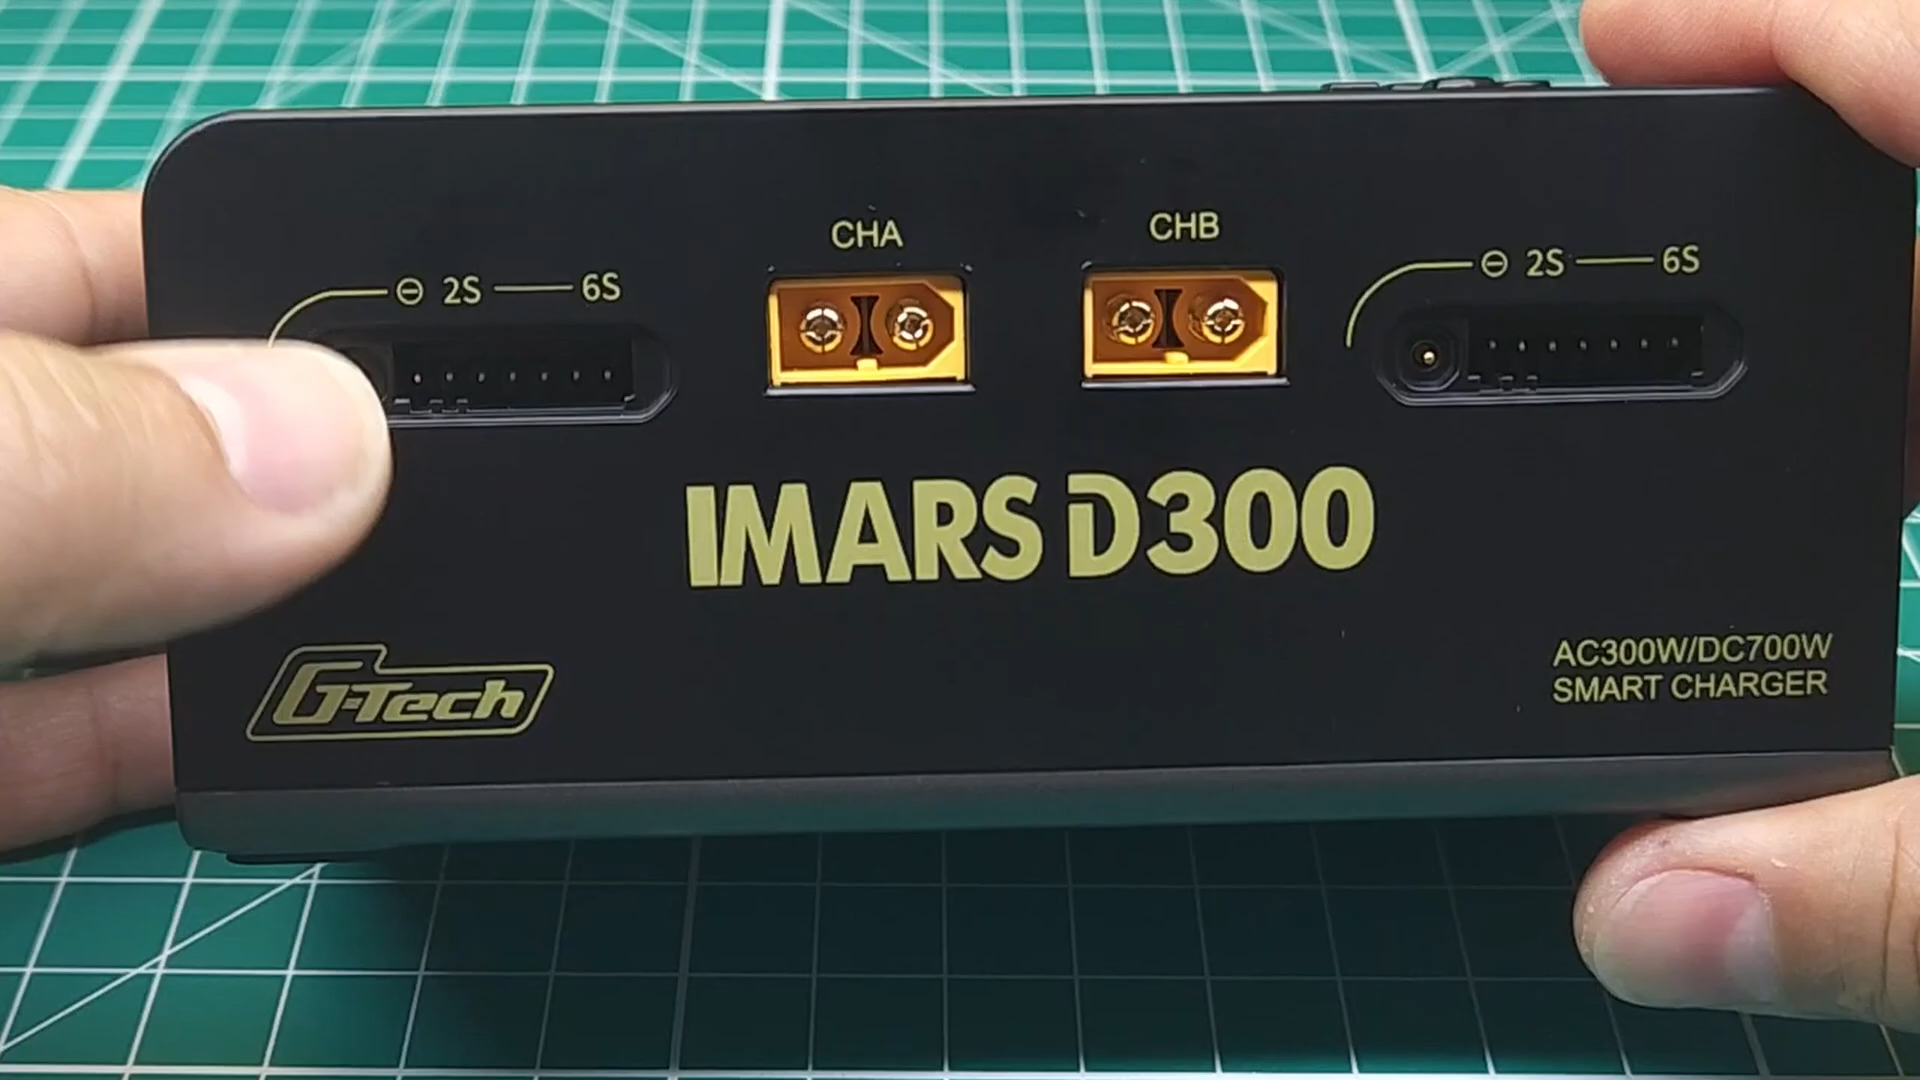 CHA
CHB
⊖ 2S 6S
⊖ 2S 6S
IMARS D300
G-Tech
AC300W/DC700W
SMART CHARGER